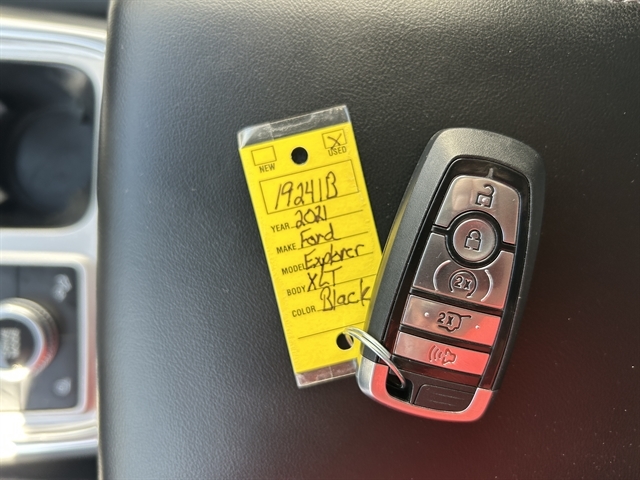 NEW
USED
19241B
YEAR 2021
MAKE Ford
MODEL Explorer
BODY XLT
COLOR Black
2X
2X